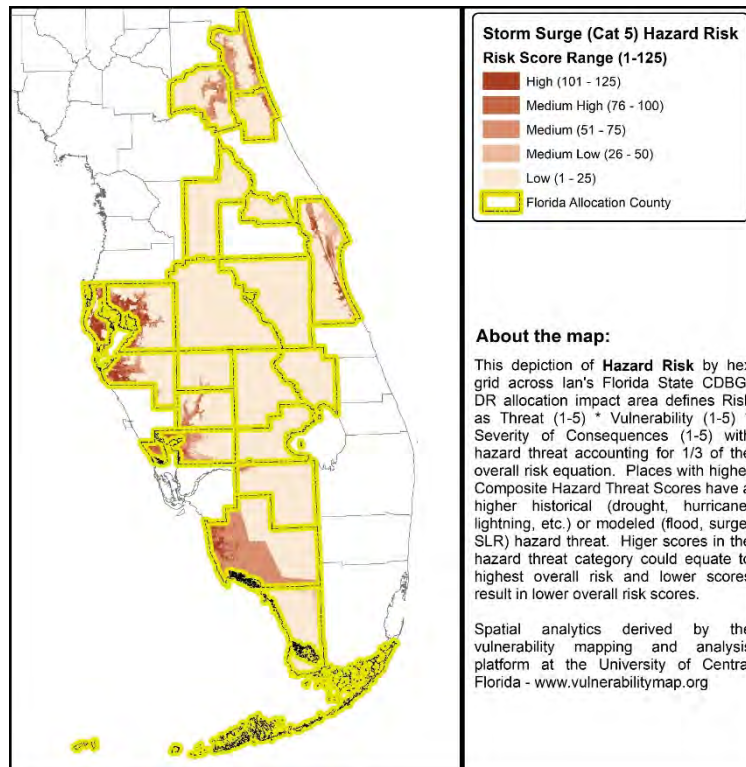 Storm Surge (Cat 5) Hazard Risk
Risk Score Range (1-125)
High (101 - 125)
Medium High (76 - 100)
Medium (51 - 75)
Medium Low (26 - 50)
Low (1 - 25)
Florida Allocation County
About the map:
This depiction of Hazard Risk by hex
grid across Ian's Florida State CDBG-
DR allocation impact area defines Risk
as Threat (1-5) * Vulnerability (1-5) *
Severity of Consequences (1-5) with
hazard threat accounting for 1/3 of the
overall risk equation. Places with higher
Composite Hazard Threat Scores have a
higher historical (drought, hurricane,
lightning, etc.) or modeled (flood, surge,
SLR) hazard threat. Higer scores in the
hazard threat category could equate to
highest overall risk and lower scores
result in lower overall risk scores.
Spatial analytics derived by the
vulnerability mapping and analysis
platform at the University of Central
Florida - www.vulnerabilitymap.org